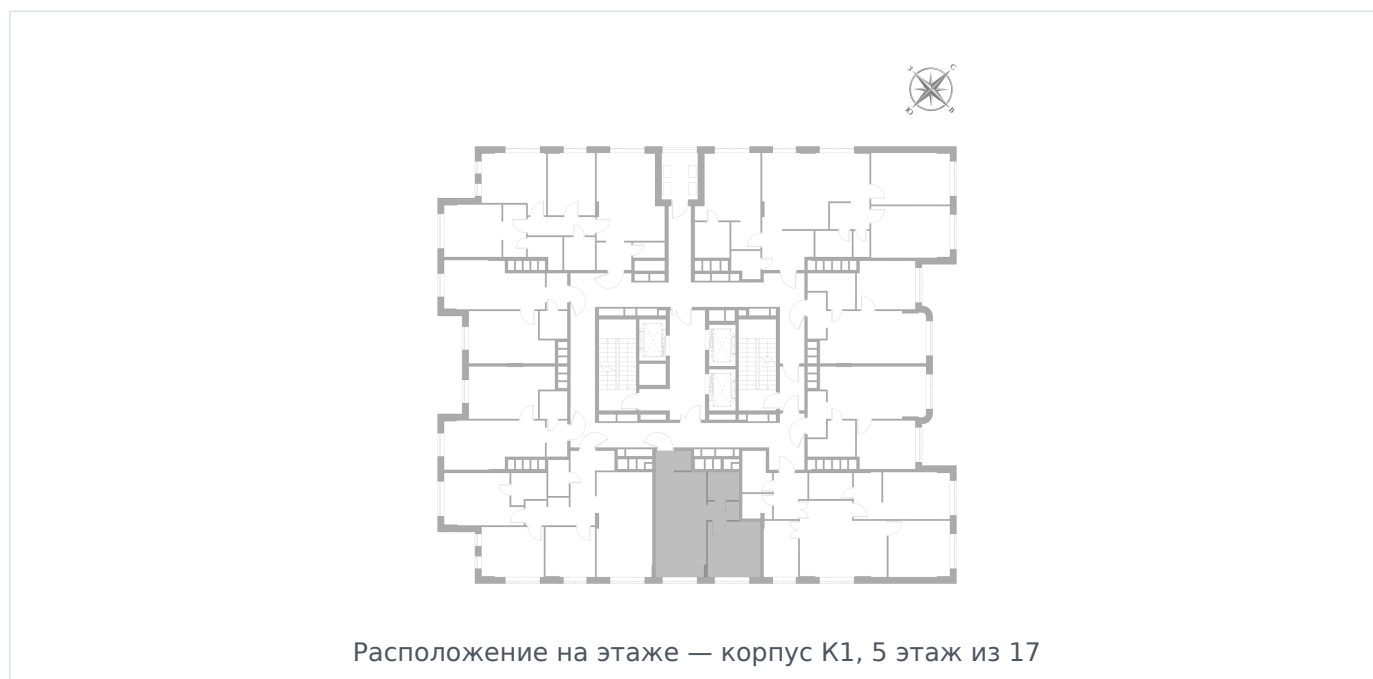 З С
Ю В
Расположение на этаже — корпус К1, 5 этаж из 17